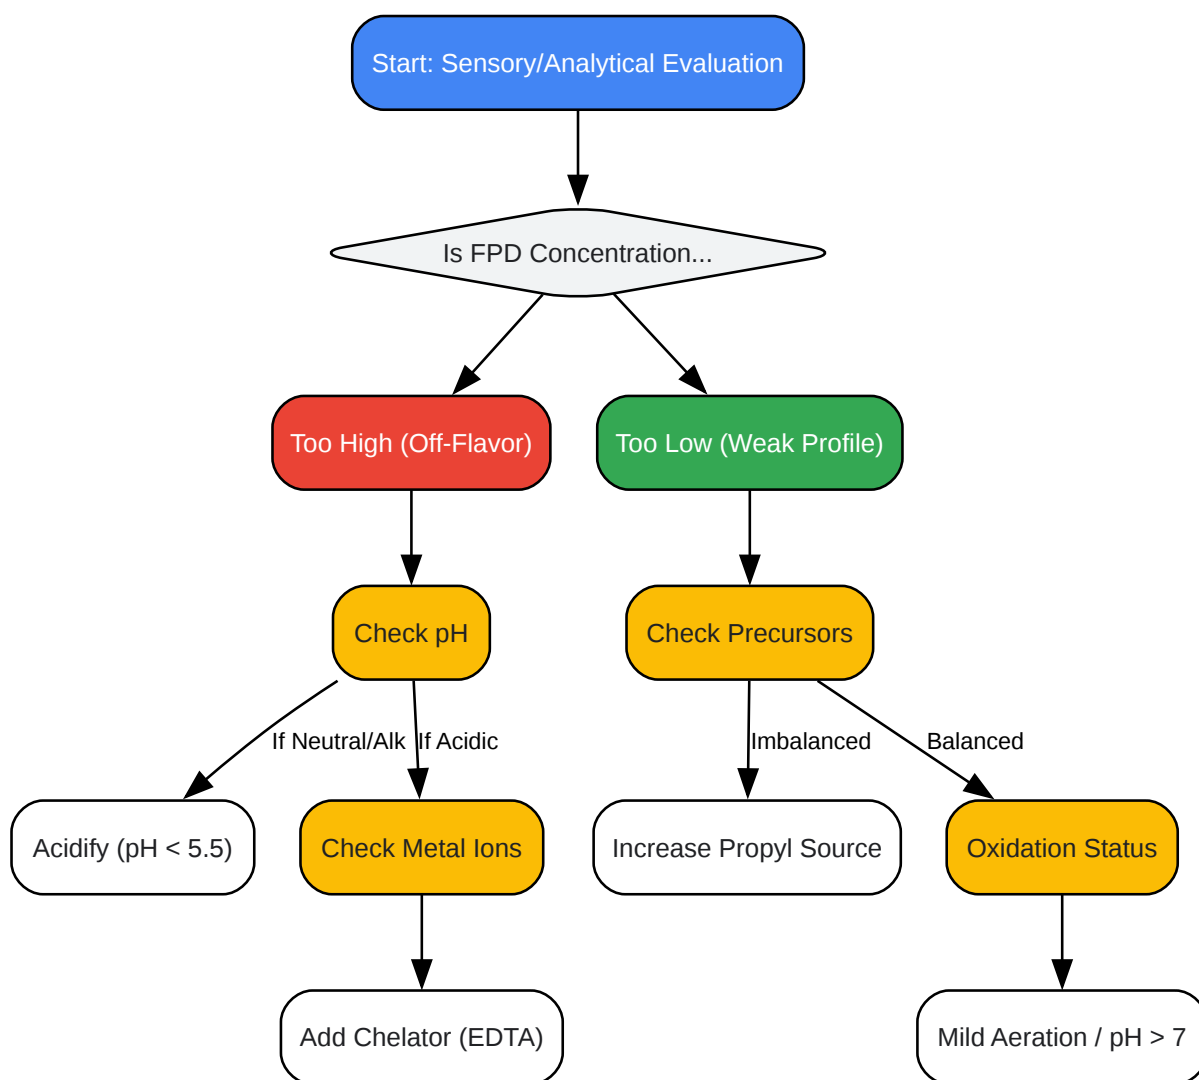 Start: Sensory/Analytical Evaluation
Is FPD Concentration...
Too High (Off-Flavor)
Too Low (Weak Profile)
Check pH
Check Precursors
If Neutral/Alk
If Acidic
Imbalanced
Balanced
Acidify (pH < 5.5)
Check Metal Ions
Increase Propyl Source
Oxidation Status
Add Chelator (EDTA)
Mild Aeration / pH > 7